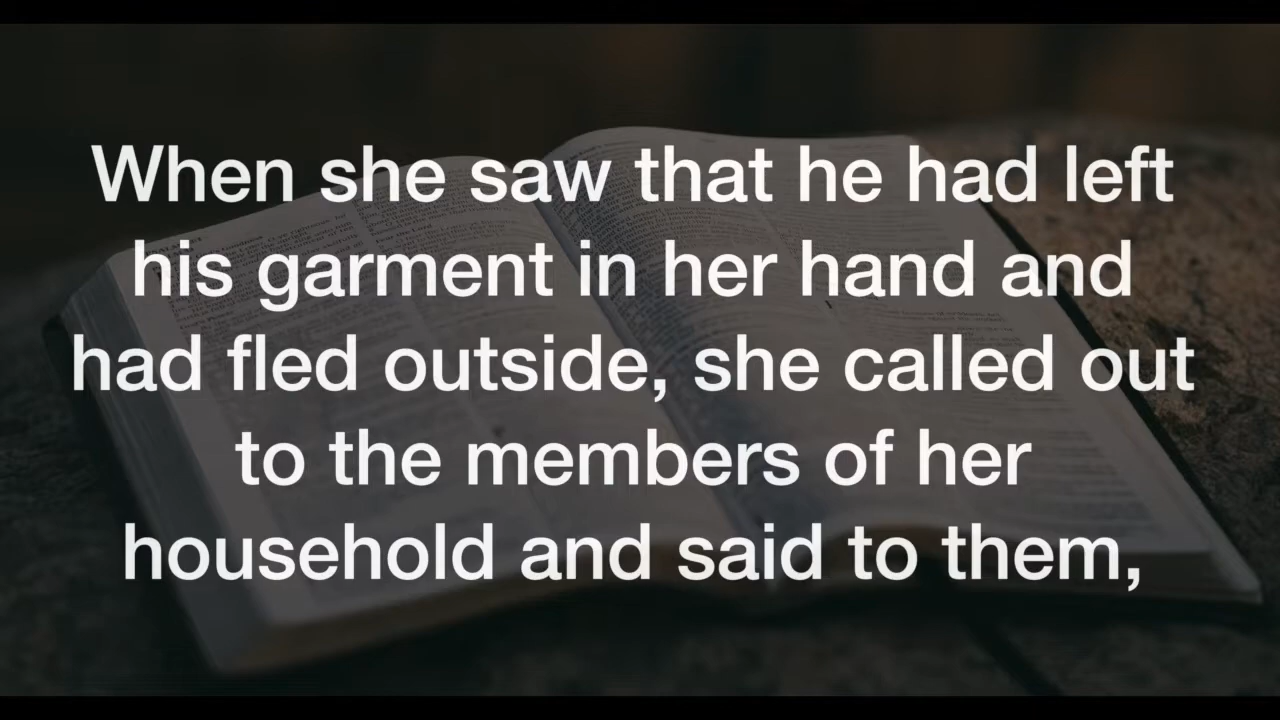 When she saw that he had left
his garment in her hand and
had fled outside, she called out
to the members of her
household and said to them,